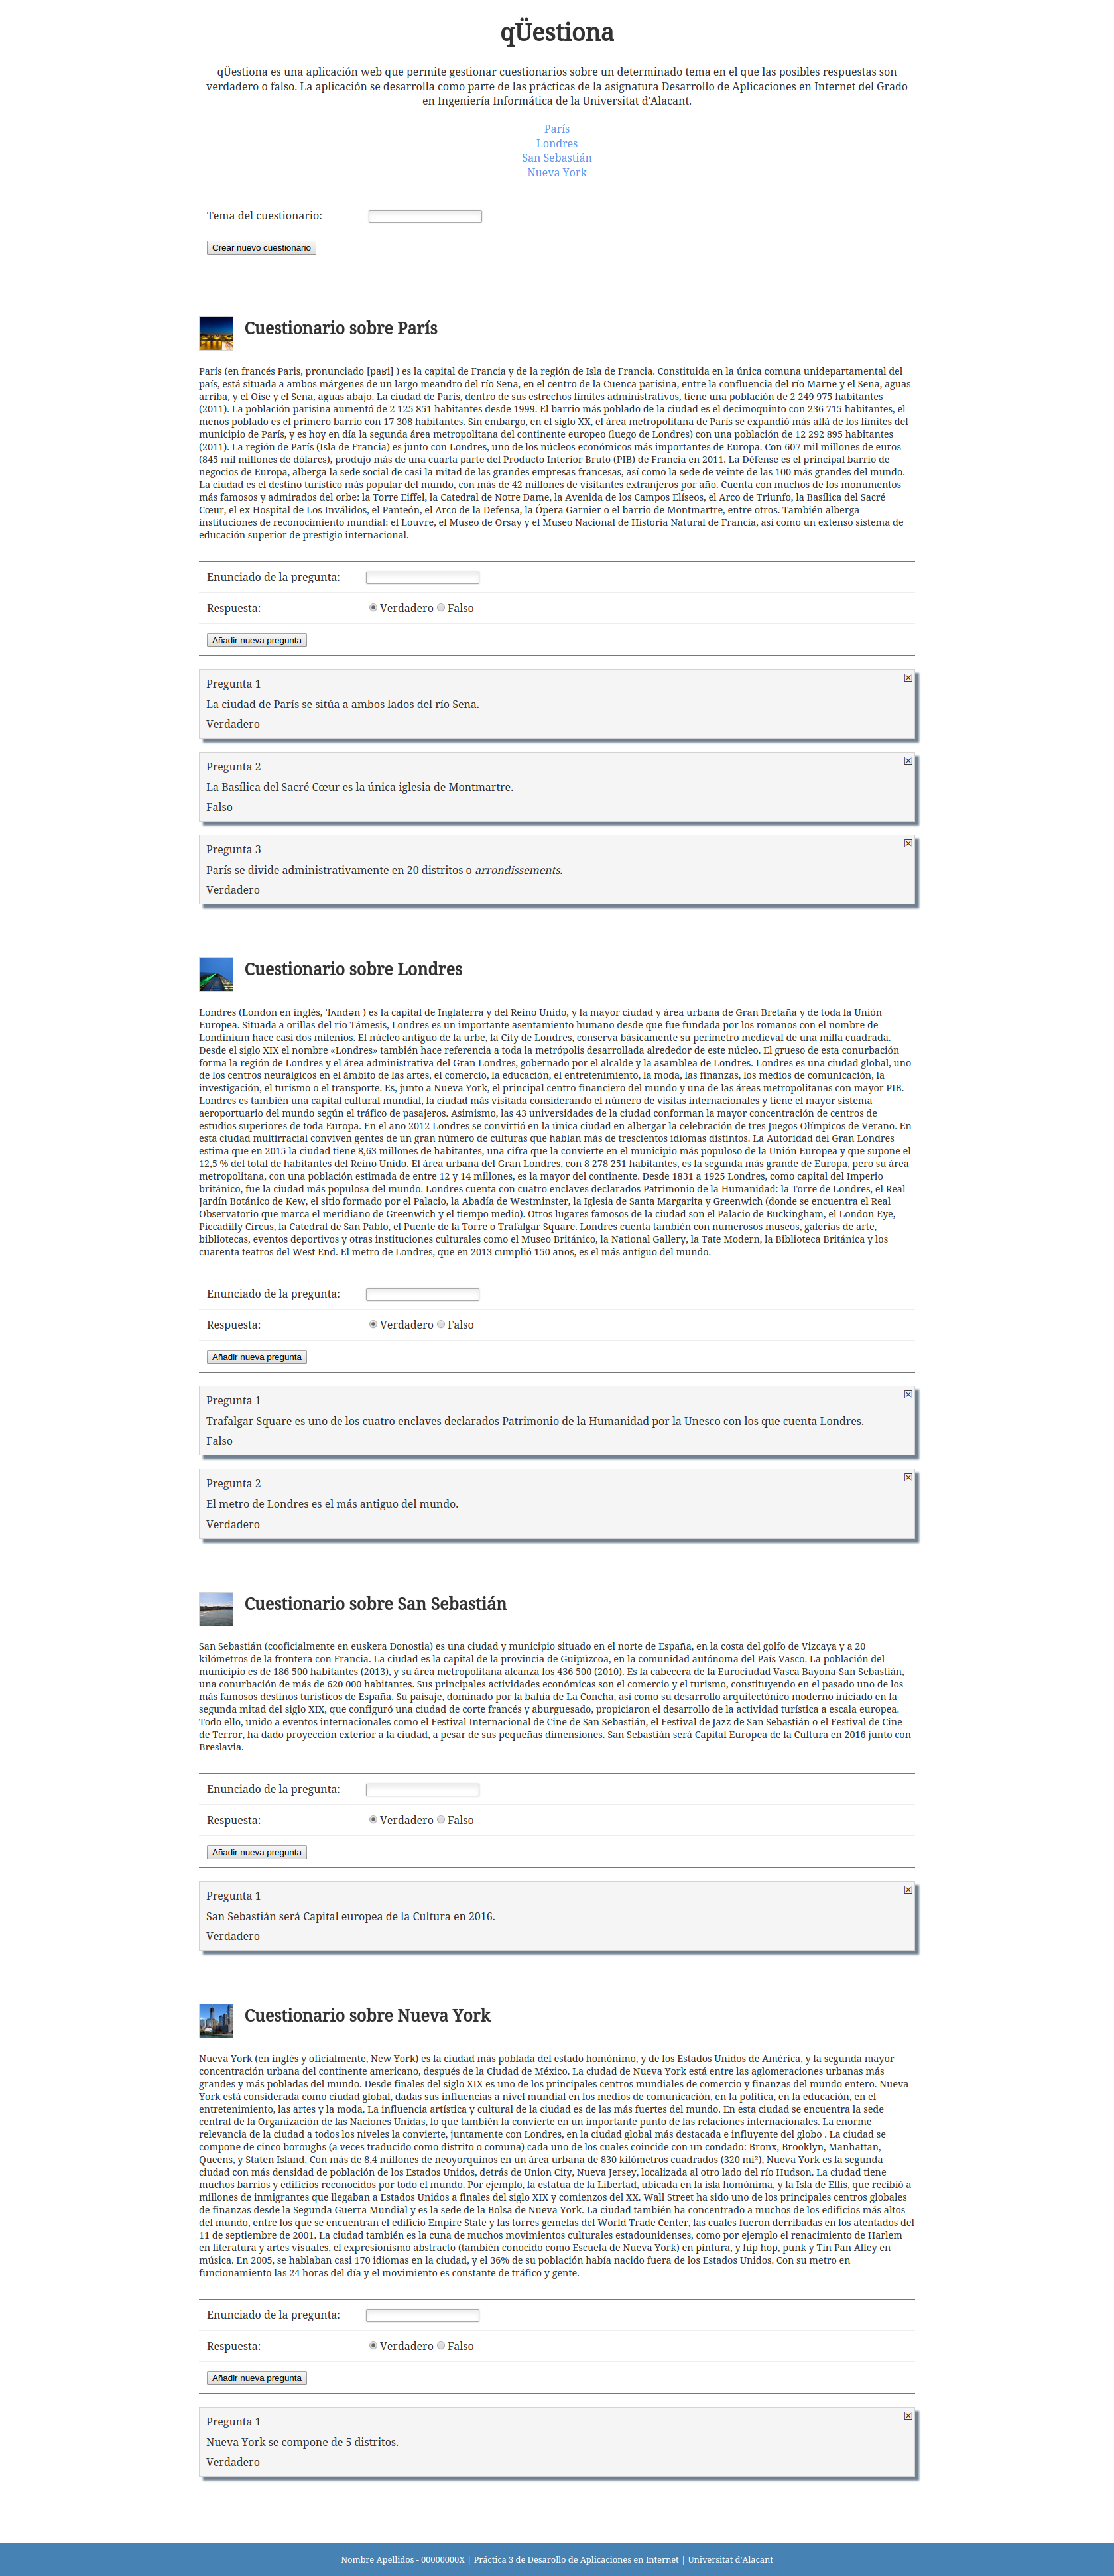 qÜestiona
qÜestiona es una aplicación web que permite gestionar cuestionarios sobre un determinado tema en el que las posibles respuestas son
verdadero o falso. La aplicación se desarrolla como parte de las prácticas de la asignatura Desarrollo de Aplicaciones en Internet del Grado
en Ingeniería Informática de la Universitat d'Alacant.
París
Londres
San Sebastián
Nueva York
Tema del cuestionario:
Crear nuevo cuestionario
Cuestionario sobre París
París (en francés Paris, pronunciado [paʁi] ) es la capital de Francia y de la región de Isla de Francia. Constituida en la única comuna unidepartamental del
país, está situada a ambos márgenes de un largo meandro del río Sena, en el centro de la Cuenca parisina, entre la confluencia del río Marne y el Sena, aguas
arriba, y el Oise y el Sena, aguas abajo. La ciudad de París, dentro de sus estrechos límites administrativos, tiene una población de 2 249 975 habitantes
(2011). La población parisina aumentó de 2 125 851 habitantes desde 1999. El barrio más poblado de la ciudad es el decimoquinto con 236 715 habitantes, el
menos poblado es el primero barrio con 17 308 habitantes. Sin embargo, en el siglo XX, el área metropolitana de París se expandió más allá de los límites del
municipio de París, y es hoy en día la segunda área metropolitana del continente europeo (luego de Londres) con una población de 12 292 895 habitantes
(2011). La región de París (Isla de Francia) es junto con Londres, uno de los núcleos económicos más importantes de Europa. Con 607 mil millones de euros
(845 mil millones de dólares), produjo más de una cuarta parte del Producto Interior Bruto (PIB) de Francia en 2011. La Défense es el principal barrio de
negocios de Europa, alberga la sede social de casi la mitad de las grandes empresas francesas, así como la sede de veinte de las 100 más grandes del mundo.
La ciudad es el destino turístico más popular del mundo, con más de 42 millones de visitantes extranjeros por año. Cuenta con muchos de los monumentos
más famosos y admirados del orbe: la Torre Eiffel, la Catedral de Notre Dame, la Avenida de los Campos Elíseos, el Arco de Triunfo, la Basílica del Sacré
Cœur, el ex Hospital de Los Inválidos, el Panteón, el Arco de la Defensa, la Ópera Garnier o el barrio de Montmartre, entre otros. También alberga
instituciones de reconocimiento mundial: el Louvre, el Museo de Orsay y el Museo Nacional de Historia Natural de Francia, así como un extenso sistema de
educación superior de prestigio internacional.
Enunciado de la pregunta:
Respuesta: Verdadero Falso
Añadir nueva pregunta
Pregunta 1
La ciudad de París se sitúa a ambos lados del río Sena.
Verdadero
Pregunta 2
La Basílica del Sacré Cœur es la única iglesia de Montmartre.
Falso
Pregunta 3
París se divide administrativamente en 20 distritos o arrondissements.
Verdadero
Cuestionario sobre Londres
Londres (London en inglés, 'lʌndən ) es la capital de Inglaterra y del Reino Unido, y la mayor ciudad y área urbana de Gran Bretaña y de toda la Unión
Europea. Situada a orillas del río Támesis, Londres es un importante asentamiento humano desde que fue fundada por los romanos con el nombre de
Londinium hace casi dos milenios. El núcleo antiguo de la urbe, la City de Londres, conserva básicamente su perímetro medieval de una milla cuadrada.
Desde el siglo XIX el nombre «Londres» también hace referencia a toda la metrópolis desarrollada alrededor de este núcleo. El grueso de esta conurbación
forma la región de Londres y el área administrativa del Gran Londres, gobernado por el alcalde y la asamblea de Londres. Londres es una ciudad global, uno
de los centros neurálgicos en el ámbito de las artes, el comercio, la educación, el entretenimiento, la moda, las finanzas, los medios de comunicación, la
investigación, el turismo o el transporte. Es, junto a Nueva York, el principal centro financiero del mundo y una de las áreas metropolitanas con mayor PIB.
Londres es también una capital cultural mundial, la ciudad más visitada considerando el número de visitas internacionales y tiene el mayor sistema
aeroportuario del mundo según el tráfico de pasajeros. Asimismo, las 43 universidades de la ciudad conforman la mayor concentración de centros de
estudios superiores de toda Europa. En el año 2012 Londres se convirtió en la única ciudad en albergar la celebración de tres Juegos Olímpicos de Verano. En
esta ciudad multirracial conviven gentes de un gran número de culturas que hablan más de trescientos idiomas distintos. La Autoridad del Gran Londres
estima que en 2015 la ciudad tiene 8,63 millones de habitantes, una cifra que la convierte en el municipio más populoso de la Unión Europea y que supone el
12,5 % del total de habitantes del Reino Unido. El área urbana del Gran Londres, con 8 278 251 habitantes, es la segunda más grande de Europa, pero su área
metropolitana, con una población estimada de entre 12 y 14 millones, es la mayor del continente. Desde 1831 a 1925 Londres, como capital del Imperio
británico, fue la ciudad más populosa del mundo. Londres cuenta con cuatro enclaves declarados Patrimonio de la Humanidad: la Torre de Londres, el Real
Jardín Botánico de Kew, el sitio formado por el Palacio, la Abadía de Westminster, la Iglesia de Santa Margarita y Greenwich (donde se encuentra el Real
Observatorio que marca el meridiano de Greenwich y el tiempo medio). Otros lugares famosos de la ciudad son el Palacio de Buckingham, el London Eye,
Piccadilly Circus, la Catedral de San Pablo, el Puente de la Torre o Trafalgar Square. Londres cuenta también con numerosos museos, galerías de arte,
bibliotecas, eventos deportivos y otras instituciones culturales como el Museo Británico, la National Gallery, la Tate Modern, la Biblioteca Británica y los
cuarenta teatros del West End. El metro de Londres, que en 2013 cumplió 150 años, es el más antiguo del mundo.
Enunciado de la pregunta:
Respuesta: Verdadero Falso
Añadir nueva pregunta
Pregunta 1
Trafalgar Square es uno de los cuatro enclaves declarados Patrimonio de la Humanidad por la Unesco con los que cuenta Londres.
Falso
Pregunta 2
El metro de Londres es el más antiguo del mundo.
Verdadero
Cuestionario sobre San Sebastián
San Sebastián (cooficialmente en euskera Donostia) es una ciudad y municipio situado en el norte de España, en la costa del golfo de Vizcaya y a 20
kilómetros de la frontera con Francia. La ciudad es la capital de la provincia de Guipúzcoa, en la comunidad autónoma del País Vasco. La población del
municipio es de 186 500 habitantes (2013), y su área metropolitana alcanza los 436 500 (2010). Es la cabecera de la Eurociudad Vasca Bayona-San Sebastián,
una conurbación de más de 620 000 habitantes. Sus principales actividades económicas son el comercio y el turismo, constituyendo en el pasado uno de los
más famosos destinos turísticos de España. Su paisaje, dominado por la bahía de La Concha, así como su desarrollo arquitectónico moderno iniciado en la
segunda mitad del siglo XIX, que configuró una ciudad de corte francés y aburguesado, propiciaron el desarrollo de la actividad turística a escala europea.
Todo ello, unido a eventos internacionales como el Festival Internacional de Cine de San Sebastián, el Festival de Jazz de San Sebastián o el Festival de Cine
de Terror, ha dado proyección exterior a la ciudad, a pesar de sus pequeñas dimensiones. San Sebastián será Capital Europea de la Cultura en 2016 junto con
Breslavia.
Enunciado de la pregunta:
Respuesta: Verdadero Falso
Añadir nueva pregunta
Pregunta 1
San Sebastián será Capital europea de la Cultura en 2016.
Verdadero
Cuestionario sobre Nueva York
Nueva York (en inglés y oficialmente, New York) es la ciudad más poblada del estado homónimo, y de los Estados Unidos de América, y la segunda mayor
concentración urbana del continente americano, después de la Ciudad de México. La ciudad de Nueva York está entre las aglomeraciones urbanas más
grandes y más pobladas del mundo. Desde finales del siglo XIX es uno de los principales centros mundiales de comercio y finanzas del mundo entero. Nueva
York está considerada como ciudad global, dadas sus influencias a nivel mundial en los medios de comunicación, en la política, en la educación, en el
entretenimiento, las artes y la moda. La influencia artística y cultural de la ciudad es de las más fuertes del mundo. En esta ciudad se encuentra la sede
central de la Organización de las Naciones Unidas, lo que también la convierte en un importante punto de las relaciones internacionales. La enorme
relevancia de la ciudad a todos los niveles la convierte, juntamente con Londres, en la ciudad global más destacada e influyente del globo . La ciudad se
compone de cinco boroughs (a veces traducido como distrito o comuna) cada uno de los cuales coincide con un condado: Bronx, Brooklyn, Manhattan,
Queens, y Staten Island. Con más de 8,4 millones de neoyorquinos en un área urbana de 830 kilómetros cuadrados (320 mi²), Nueva York es la segunda
ciudad con más densidad de población de los Estados Unidos, detrás de Union City, Nueva Jersey, localizada al otro lado del río Hudson. La ciudad tiene
muchos barrios y edificios reconocidos por todo el mundo. Por ejemplo, la estatua de la Libertad, ubicada en la isla homónima, y la Isla de Ellis, que recibió a
millones de inmigrantes que llegaban a Estados Unidos a finales del siglo XIX y comienzos del XX. Wall Street ha sido uno de los principales centros globales
de finanzas desde la Segunda Guerra Mundial y es la sede de la Bolsa de Nueva York. La ciudad también ha concentrado a muchos de los edificios más altos
del mundo, entre los que se encuentran el edificio Empire State y las torres gemelas del World Trade Center, las cuales fueron derribadas en los atentados del
11 de septiembre de 2001. La ciudad también es la cuna de muchos movimientos culturales estadounidenses, como por ejemplo el renacimiento de Harlem
en literatura y artes visuales, el expresionismo abstracto (también conocido como Escuela de Nueva York) en pintura, y hip hop, punk y Tin Pan Alley en
música. En 2005, se hablaban casi 170 idiomas en la ciudad, y el 36% de su población había nacido fuera de los Estados Unidos. Con su metro en
funcionamiento las 24 horas del día y el movimiento es constante de tráfico y gente.
Enunciado de la pregunta:
Respuesta: Verdadero Falso
Añadir nueva pregunta
Pregunta 1
Nueva York se compone de 5 distritos.
Verdadero
Nombre Apellidos - 00000000X | Práctica 3 de Desarollo de Aplicaciones en Internet | Universitat d'Alacant